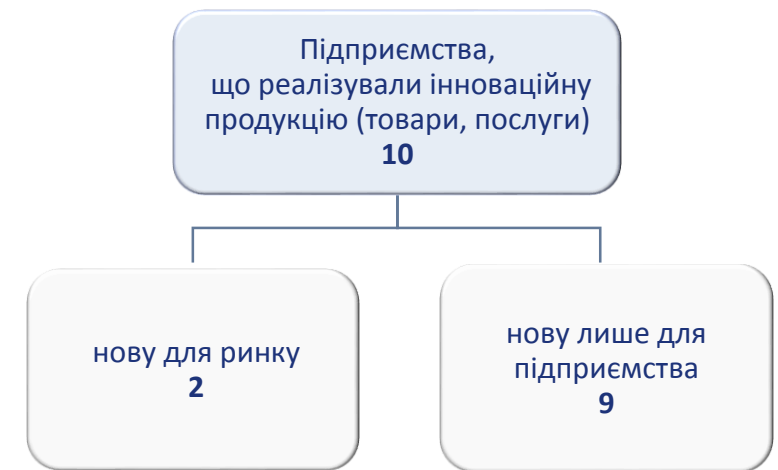 Підприємства,
що реалізували інноваційну
продукцію (товари, послуги)
10
нову для ринку
2
нову лише для
підприємства
9